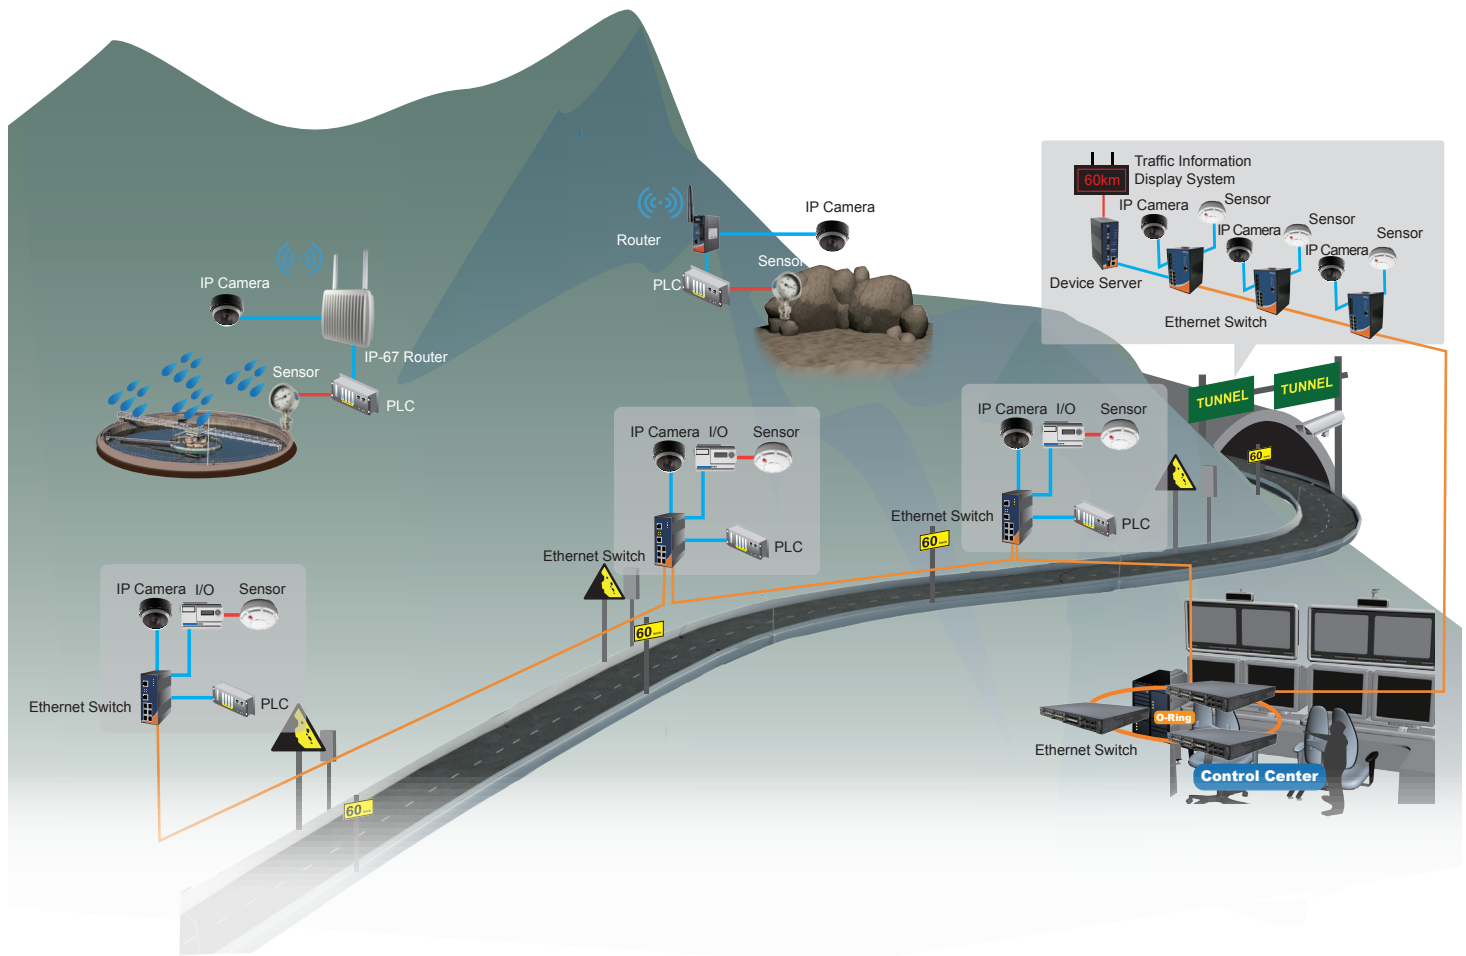 Traffic Information
Display System
60km
IP Camera
Sensor
IP Camera
Sensor
IP Camera
Sensor
Device Server
Ethernet Switch
IP Camera
Router
Sensor
PLC
IP Camera
IP-67 Router
Sensor
PLC
TUNNEL
TUNNEL
IP Camera I/O Sensor
Ethernet Switch
PLC
60
60
IP Camera I/O Sensor
Ethernet Switch
PLC
60
IP Camera I/O Sensor
Ethernet Switch
PLC
60
O-Ring
Ethernet Switch
Control Center